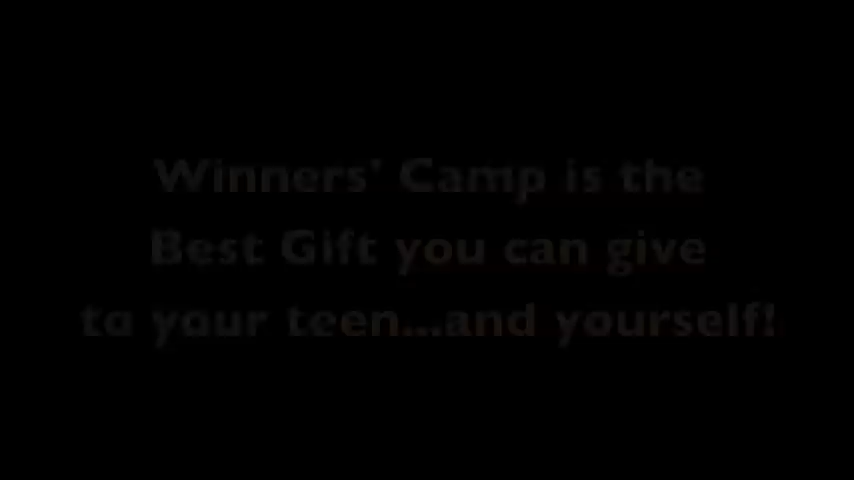 Winners' Camp is the
Best Gift you can give
to your teen...and yourself!